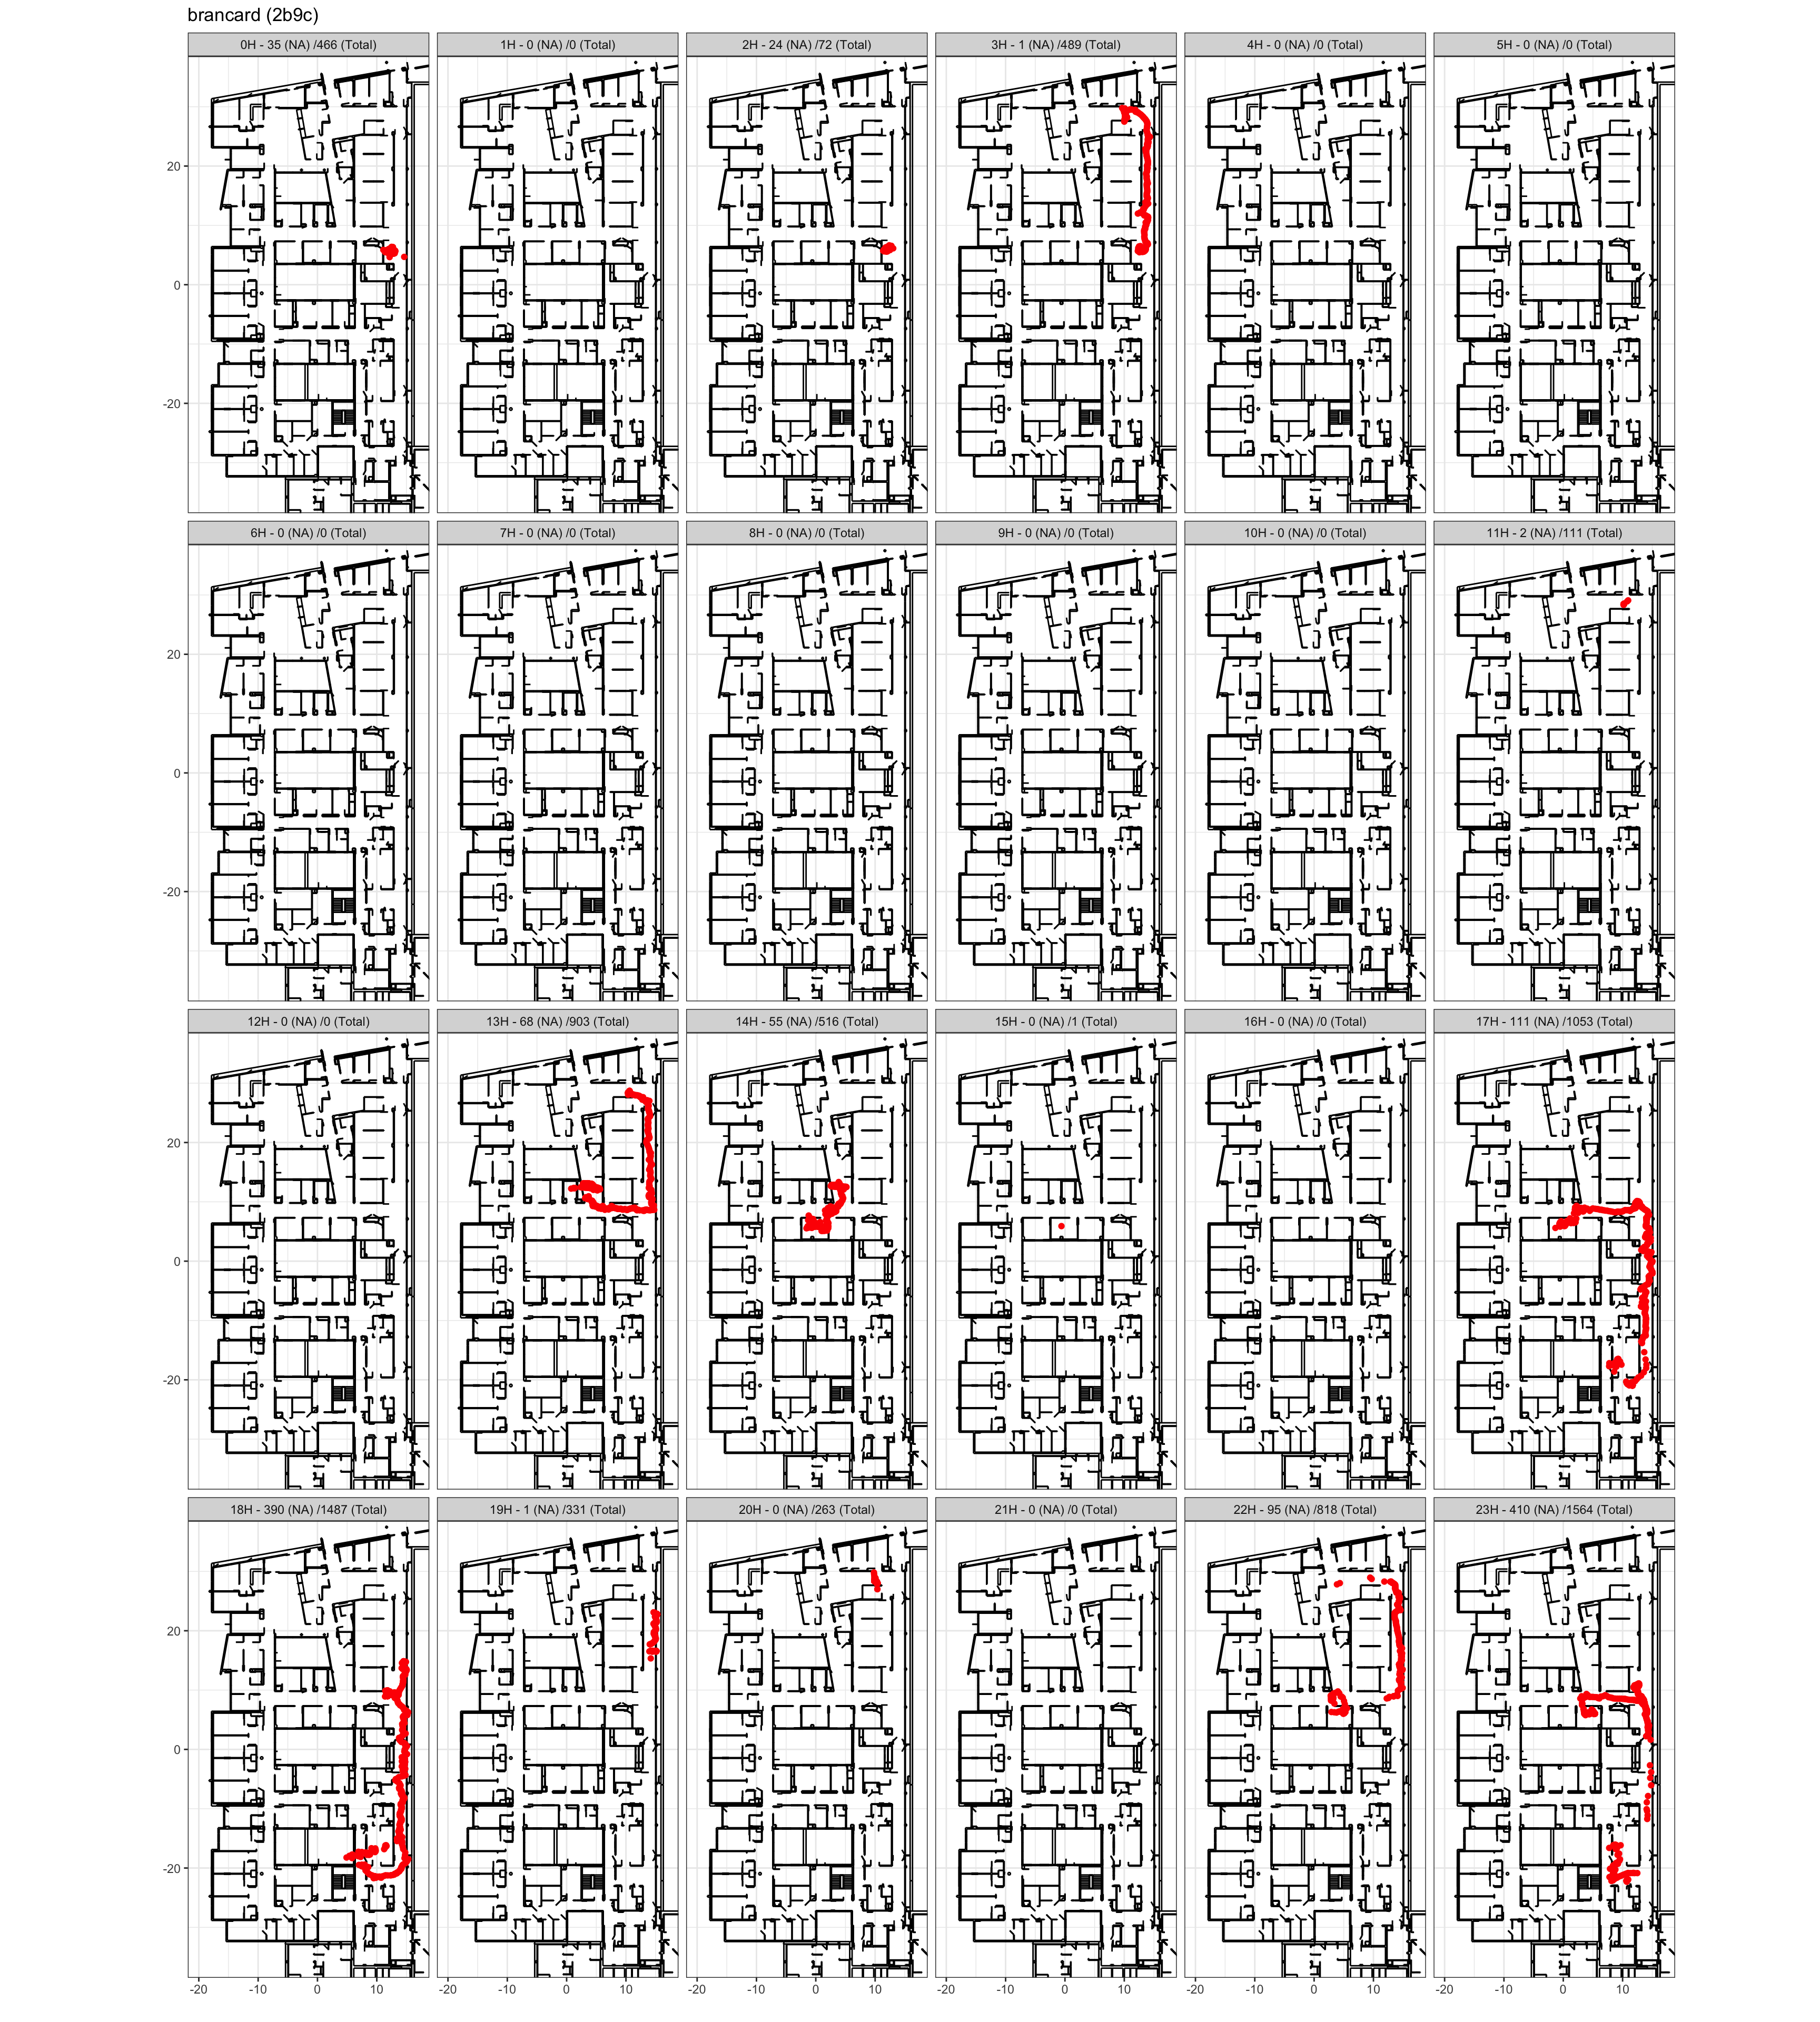 brancard (2b9c)
0H - 35 (NA) /466 (Total) 1H - 0 (NA) /0 (Total) 2H - 24 (NA) /72 (Total) 3H - 1 (NA) /489 (Total) 4H - 0 (NA) /0 (Total) 5H - 0 (NA) /0 (Total)
20
0
-20
6H - 0 (NA) /0 (Total) 7H - 0 (NA) /0 (Total) 8H - 0 (NA) /0 (Total) 9H - 0 (NA) /0 (Total) 10H - 0 (NA) /0 (Total) 11H - 2 (NA) /111 (Total)
20
0
-20
12H - 0 (NA) /0 (Total) 13H - 68 (NA) /903 (Total) 14H - 55 (NA) /516 (Total) 15H - 0 (NA) /1 (Total) 16H - 0 (NA) /0 (Total) 17H - 111 (NA) /1053 (Total)
20
0
-20
18H - 390 (NA) /1487 (Total) 19H - 1 (NA) /331 (Total) 20H - 0 (NA) /263 (Total) 21H - 0 (NA) /0 (Total) 22H - 95 (NA) /818 (Total) 23H - 410 (NA) /1564 (Total)
20
0
-20
-20 -10 0 10 -20 -10 0 10 -20 -10 0 10 -20 -10 0 10 -20 -10 0 10 -20 -10 0 10